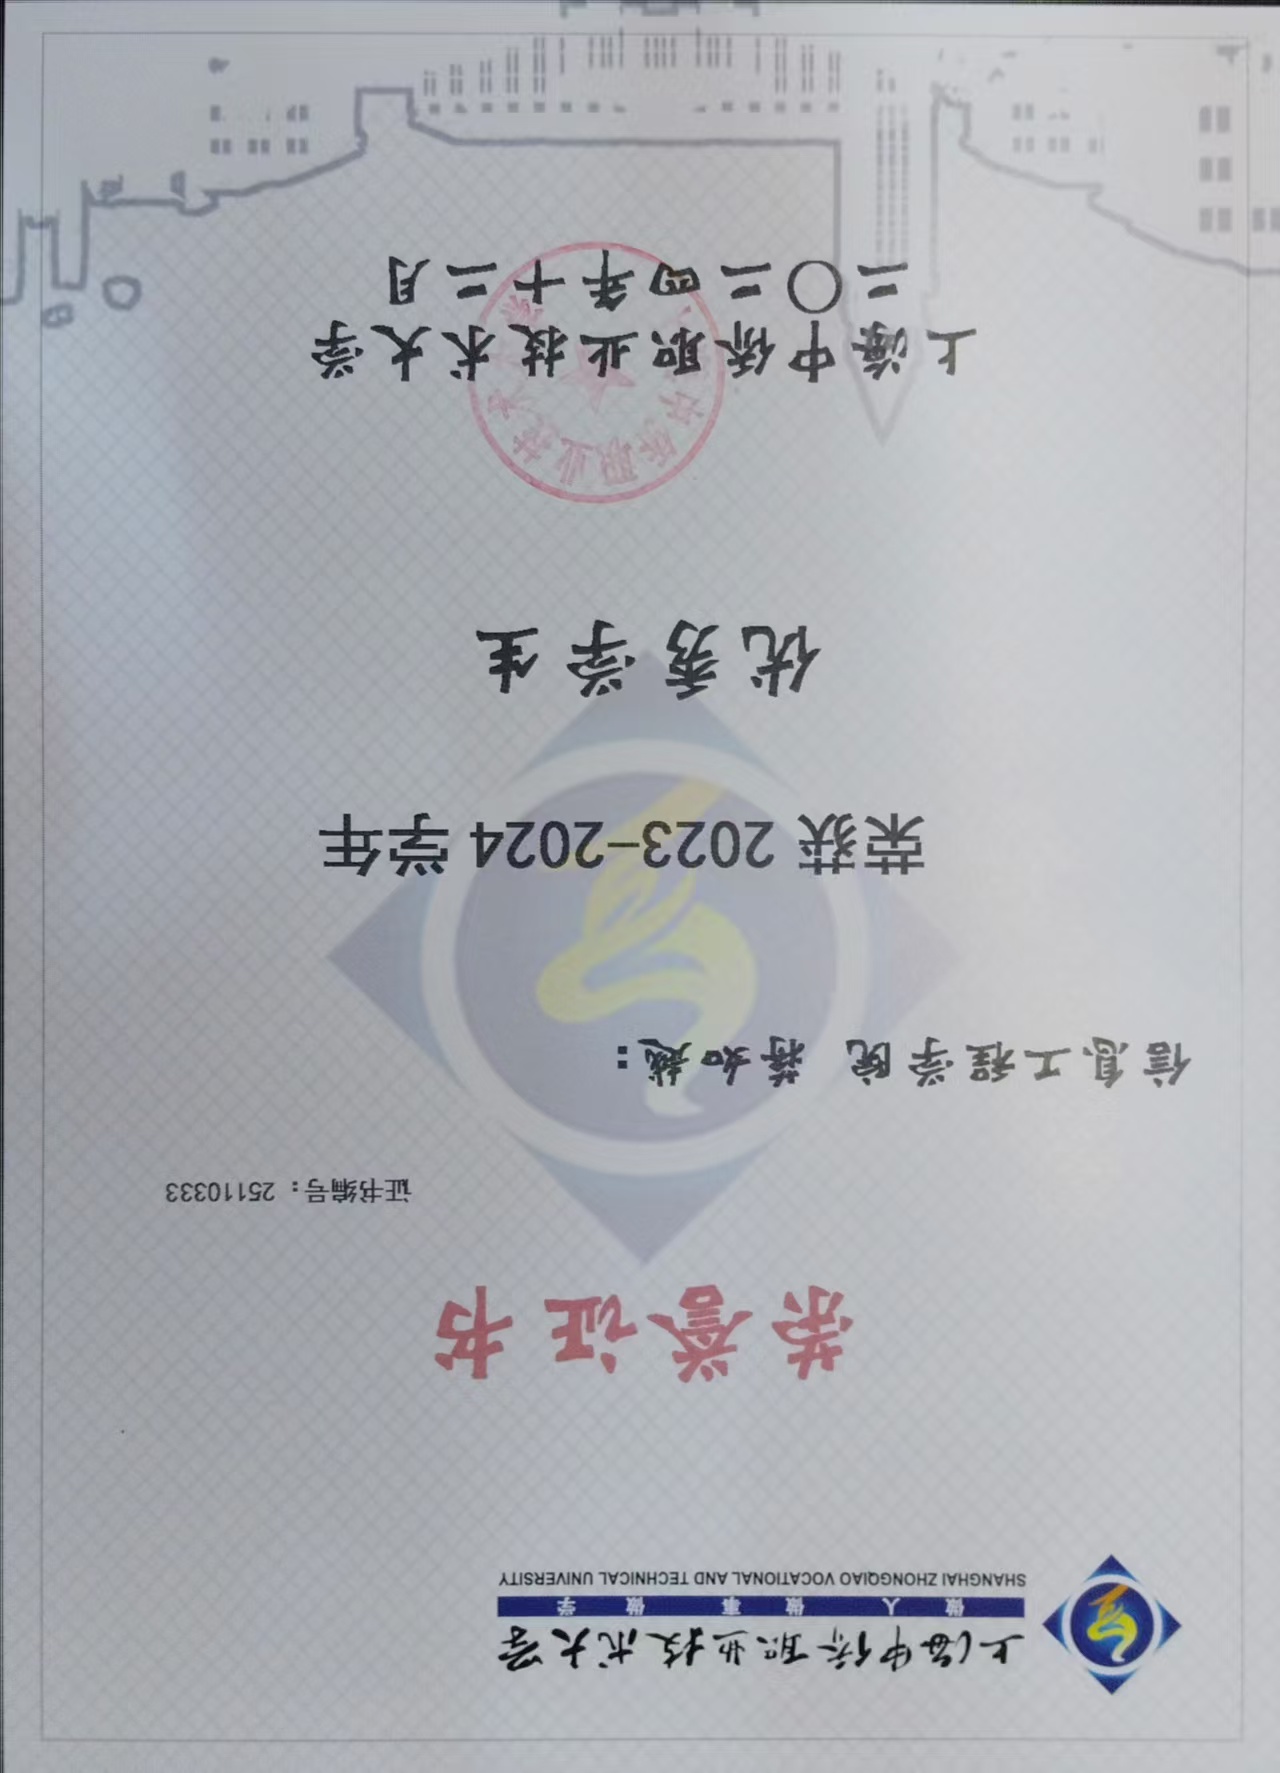 上海中侨职业技术大学
做人 做事 做学
SHANGHAI ZHONGQIAO VOCATIONAL AND TECHNICAL UNIVERSITY
荣誉证书
证书编号：25110333
信息工程学院 蒋如越：
荣获 2023-2024 学年
优秀学生
上海中侨职业技术大学
二〇二四年十二月